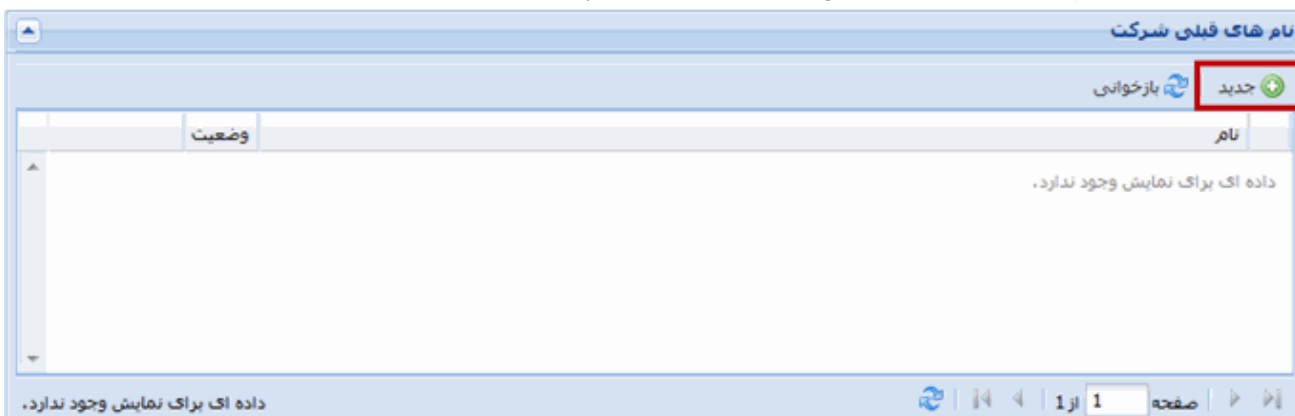 نام های قبلی شرکت
جدید بازخوانی
نام وضعیت
داده ای برای نمایش وجود ندارد.
صفحه 1 از 1 داده ای برای نمایش وجود ندارد.